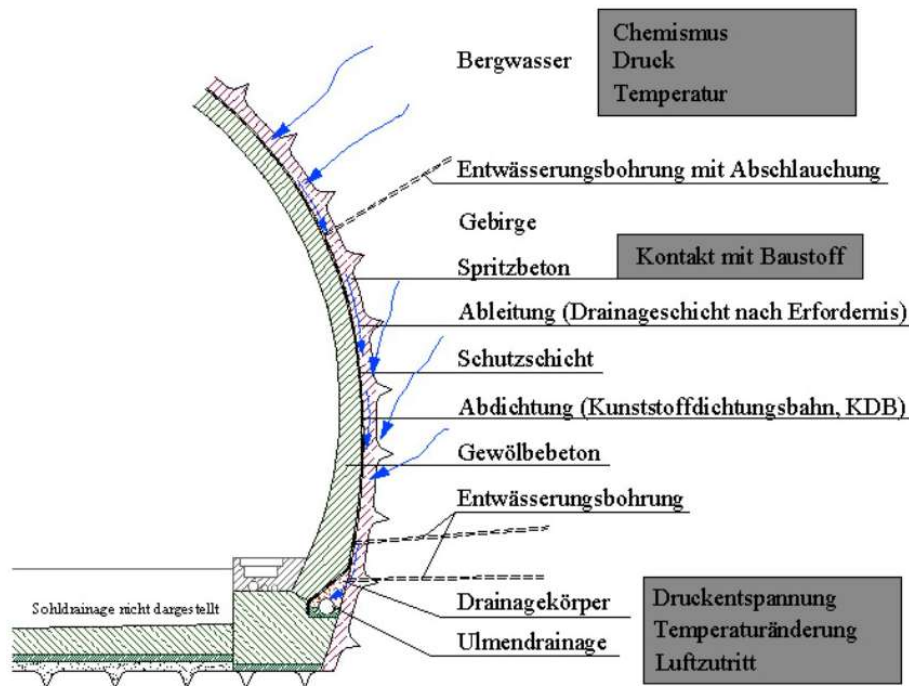 Bergwasser
Chemismus
Druck
Temperatur
Entwässerungsbohrung mit Abschlauchung
Gebirge
Spritzbeton
Kontakt mit Baustoff
Ableitung (Drainageschicht nach Erfordernis)
Schutzschicht
Abdichtung (Kunststoffdichtungsbahn, KDB)
Gewölbebeton
Entwässerungsbohrung
Sohldrainage nicht dargestellt
Drainagekörper
Ulmendrainage
Druckentspannung
Temperaturänderung
Luftzutritt